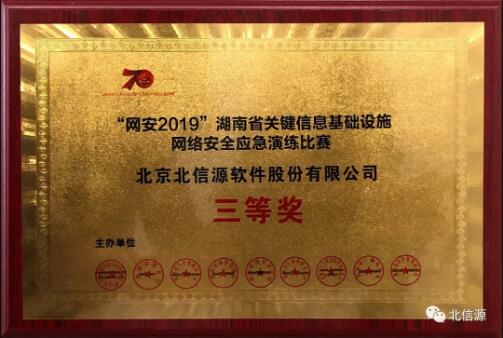 70
“网安2019”湖南省关键信息基础设施
网络安全应急演练比赛
北京北信源软件股份有限公司
三等奖
主办单位
北信源